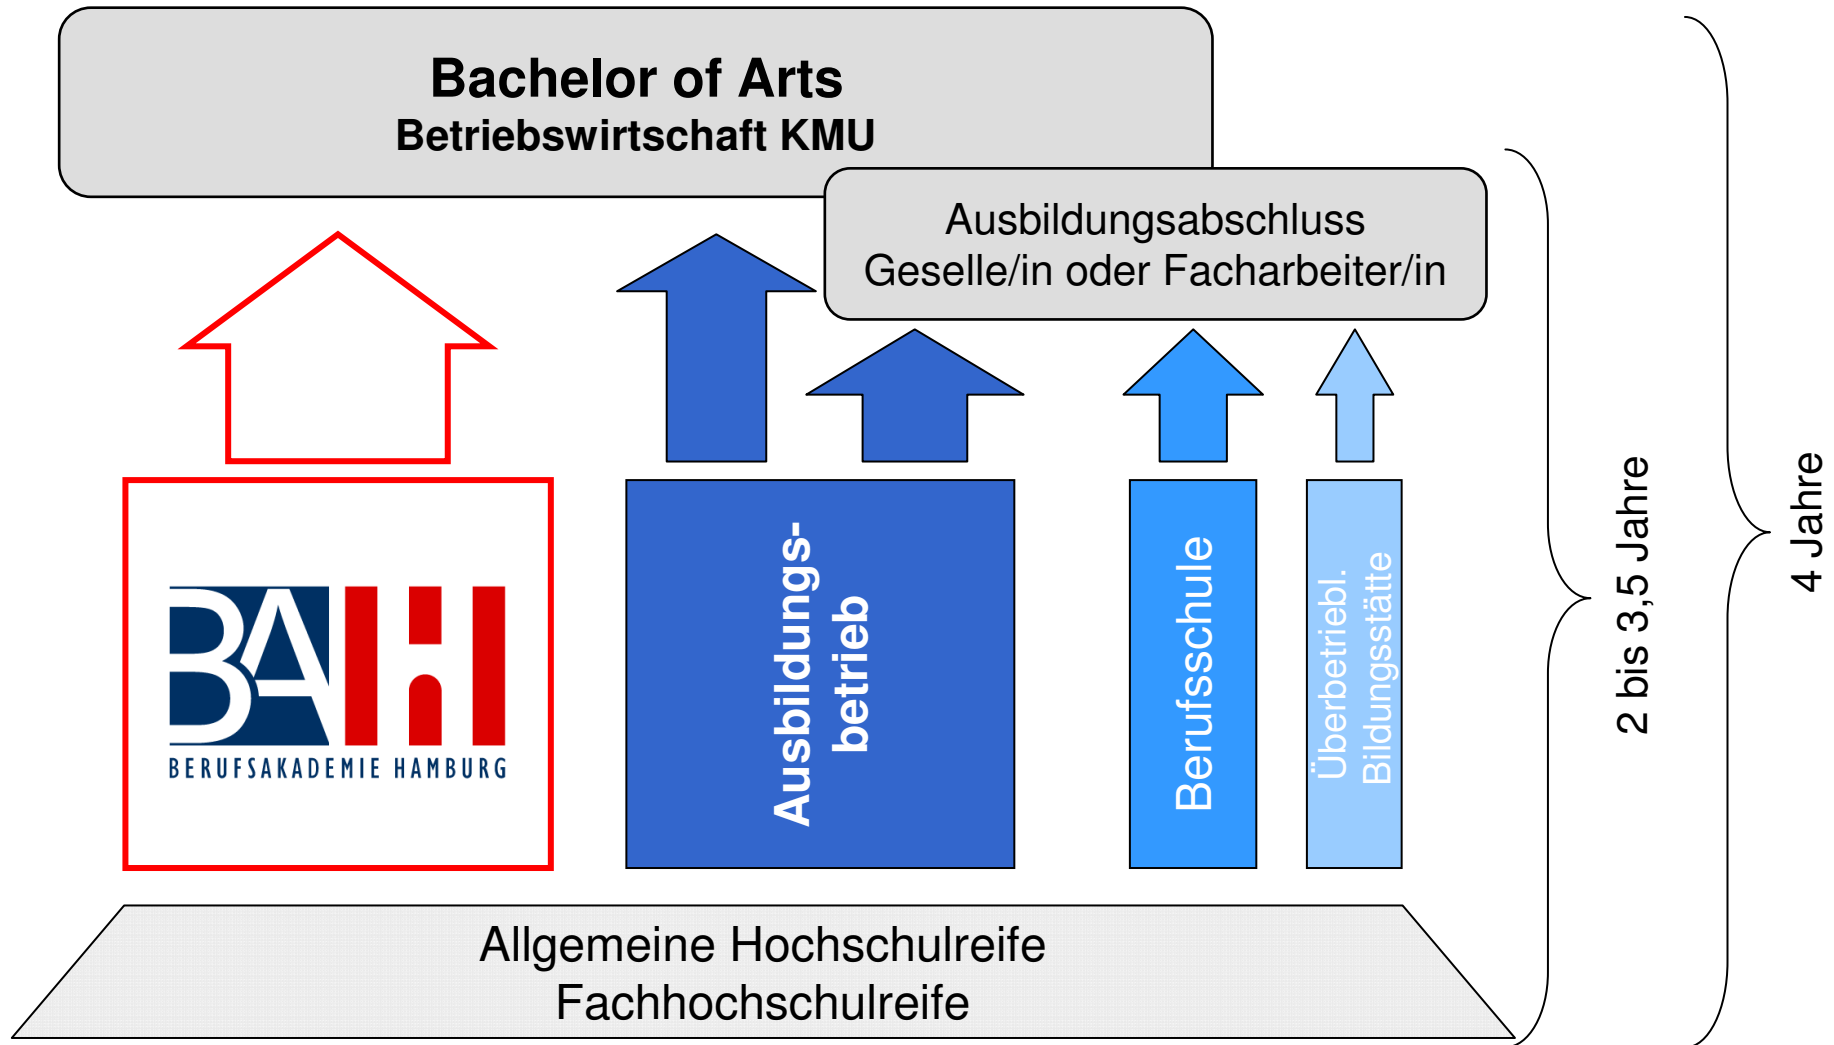 Bachelor of Arts
Betriebswirtschaft KMU
Ausbildungsabschluss
Geselle/in oder Facharbeiter/in
BAH
BERUFSAKADEMIE HAMBURG
Ausbildungs-
betrieb
Berufsschule
Überbetriebl.
Bildungsstätte
2 bis 3,5 Jahre
4 Jahre
Allgemeine Hochschulreife
Fachhochschulreife